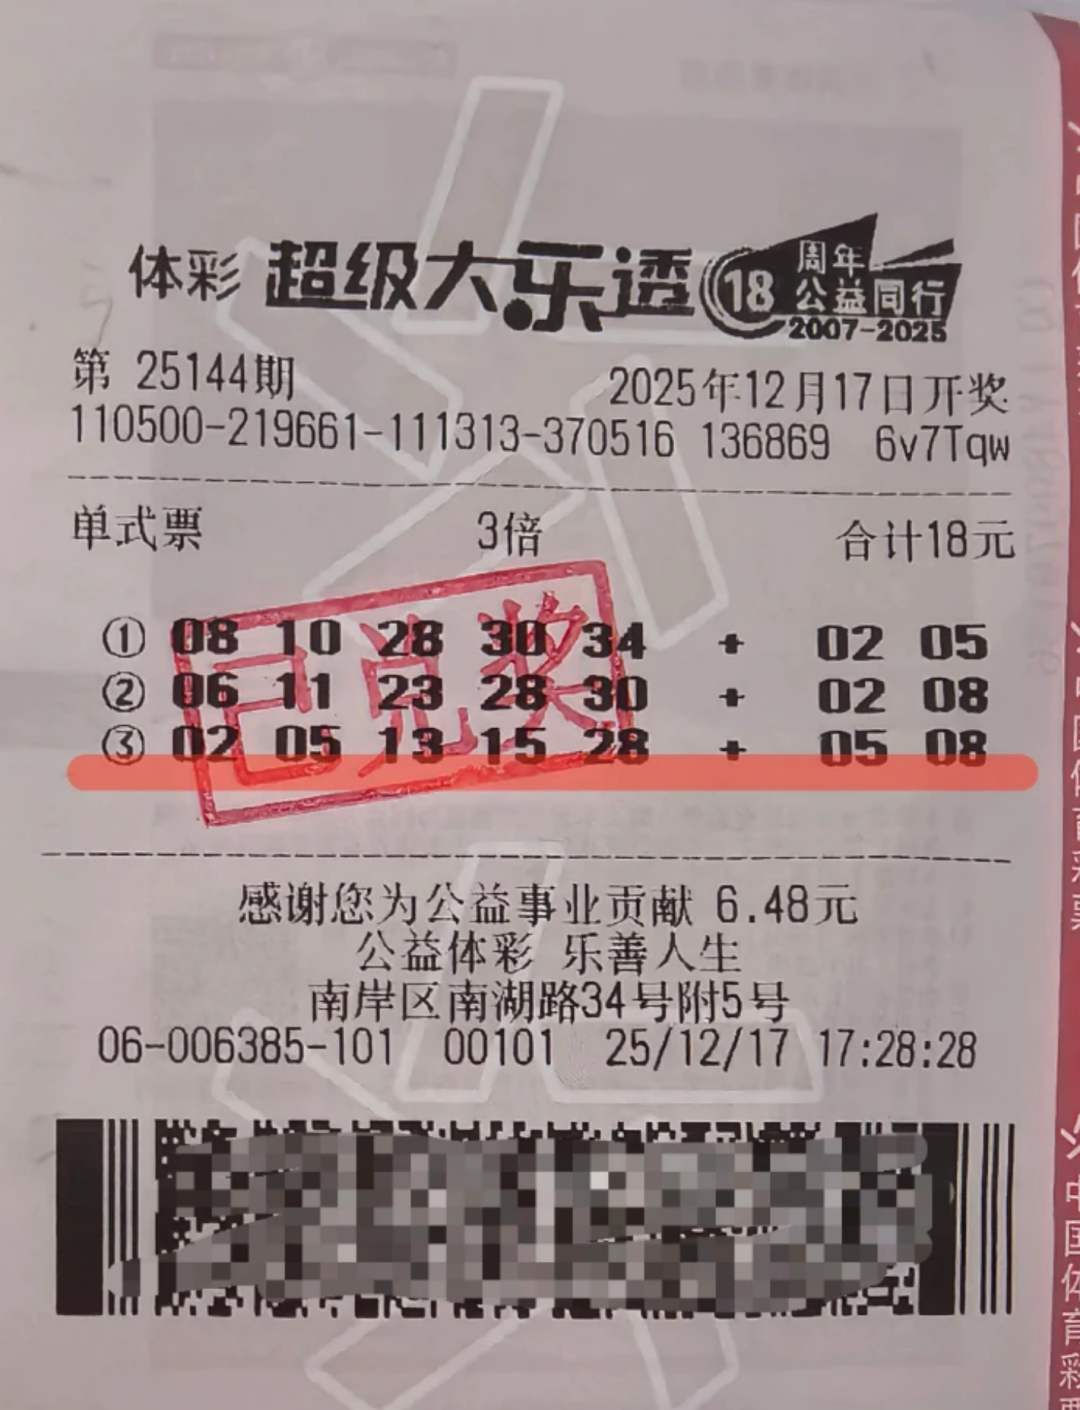 体彩 超级大乐透 18 周年 公益同行 2007-2025
第 25144期 2025年12月17日开奖
110500-219661-111313-370516 136869 6v7Tqw
单式票 3倍 合计18元
① 08 10 28 30 34 + 02 05
② 06 11 23 28 30 + 02 08
③ 02 05 13 15 28 + 05 08
已兑奖
感谢您为公益事业贡献 6.48元
公益体彩 乐善人生
南岸区南湖路34号附5号
06-006385-101 00101 25/12/17 17:28:28
中国体育彩票